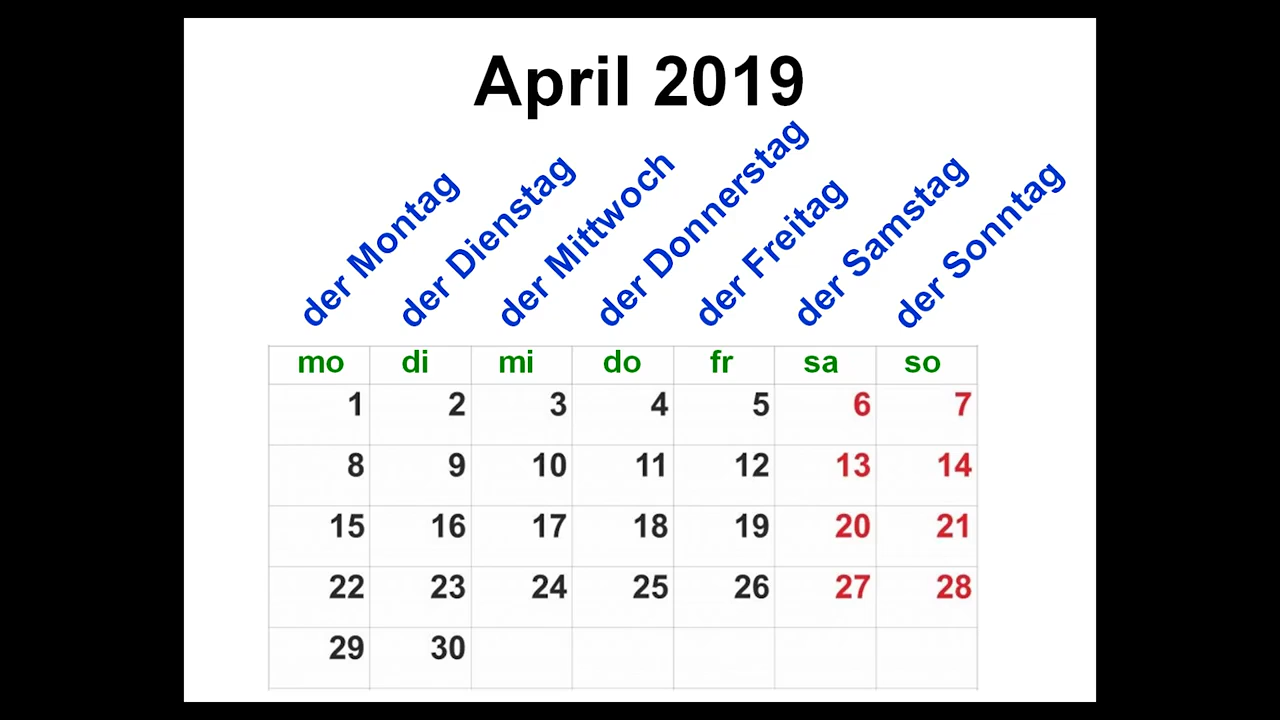 April 2019
der Montag der Dienstag der Mittwoch der Donnerstag der Freitag der Samstag der Sonntag
mo di mi do fr sa so
1 2 3 4 5 6 7
8 9 10 11 12 13 14
15 16 17 18 19 20 21
22 23 24 25 26 27 28
29 30